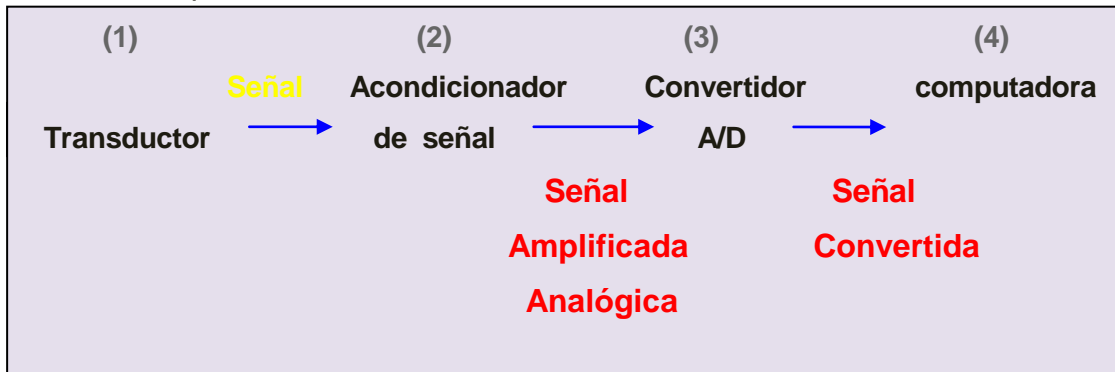 (1) (2) (3) (4)
Señal Acondicionador Convertidor computadora
Transductor de señal A/D
Señal Señal
Amplificada Convertida
Analógica